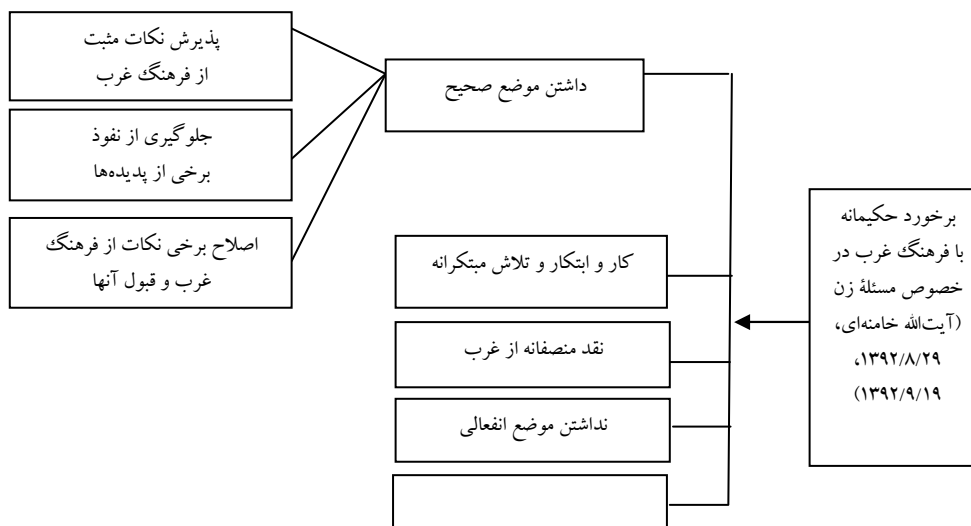 برخورد حکیمانه
با فرهنگ غرب در
خصوص مسئلۀ زن
(آیت‌الله خامنه‌ای،
۱۳۹۲/۸/۲۹،
۱۳۹۲/۹/۱۹)
داشتن موضع صحیح
پذیرش نکات مثبت
از فرهنگ غرب
جلوگیری از نفوذ
برخی از پدیده‌ها
اصلاح برخی نکات از فرهنگ
غرب و قبول آنها
کار و ابتکار و تلاش مبتکرانه
نقد منصفانه از غرب
نداشتن موضع انفعالی